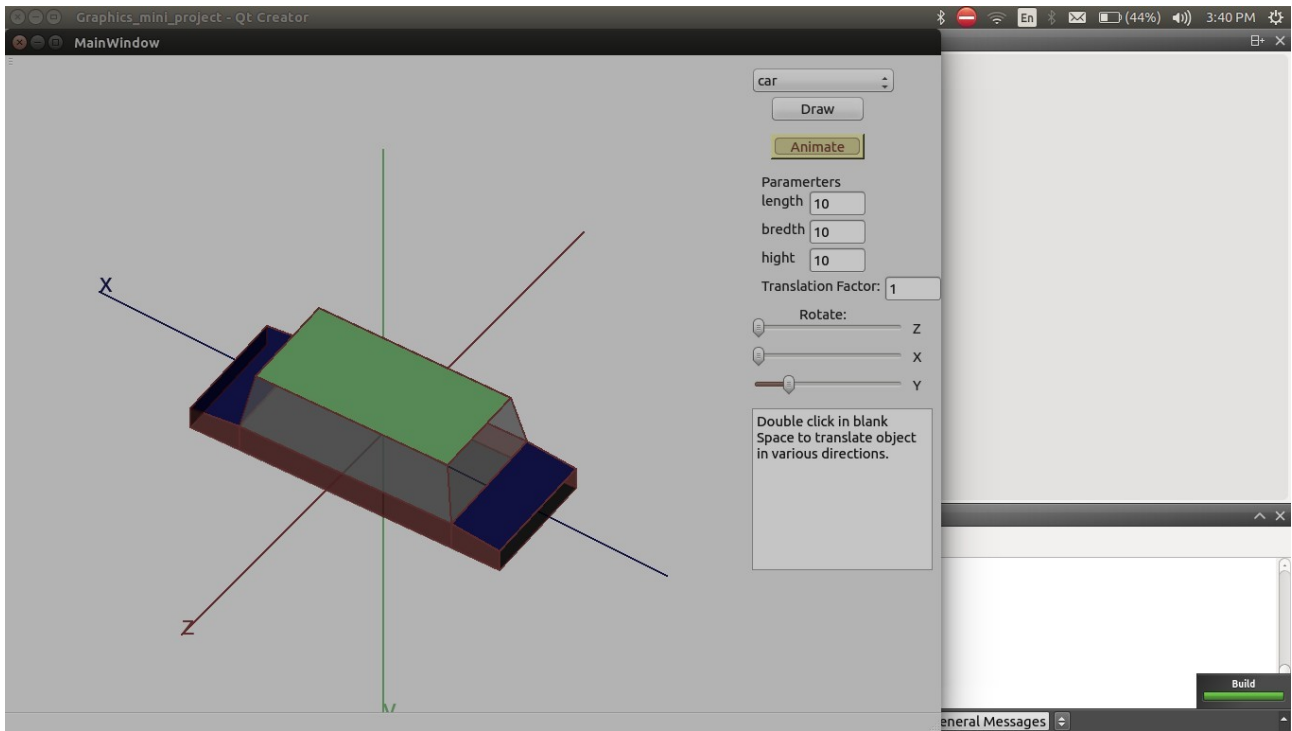 Graphics_mini_project - Qt Creator
En
(44%)
3:40 PM
MainWindow
car
Draw
Animate
Paramerters
length 10
bredth 10
hight 10
Translation Factor: 1
Rotate:
Z
X
Y
Double click in blank
Space to translate object
in various directions.
X
Z
Build
eneral Messages